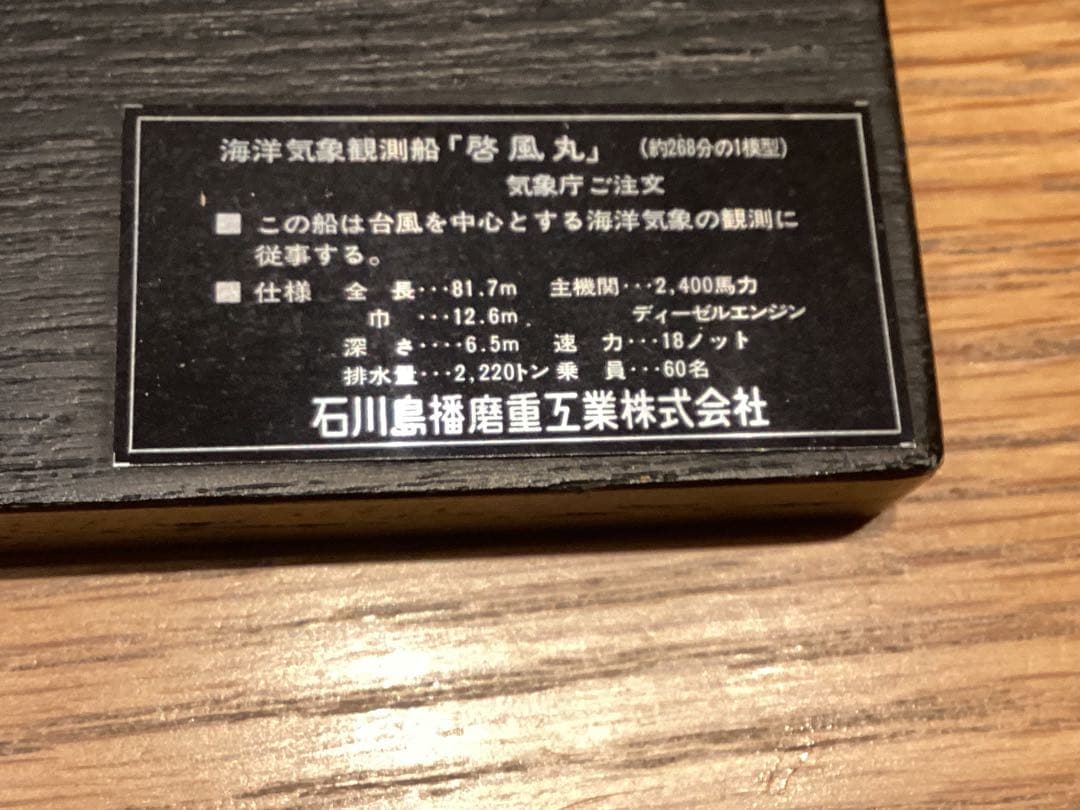 海洋気象観測船「啓風丸」 (約268分の1模型)
気象庁ご注文
この船は台風を中心とする海洋気象の観測に
従事する。
仕様 全長···81.7m 主機関···2,400馬力
巾 ···12.6m ディーゼルエンジン
深さ····6.5m 速力···18ノット
排水量···2,220トン 乗員···60名
石川島播磨重工業株式会社